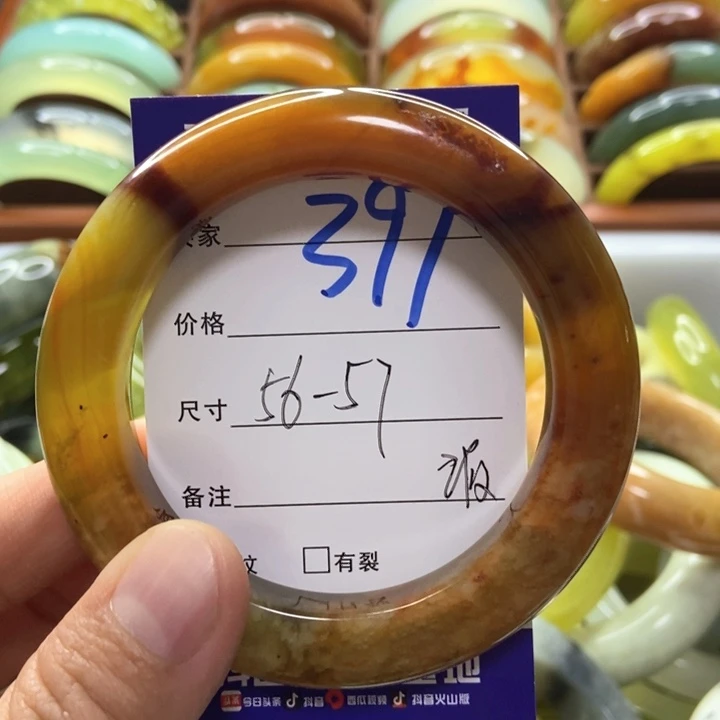 家 391
价格
尺寸 56-57
备注
纹 □有裂
地
今日头条 抖音 西瓜视频 抖音火山版